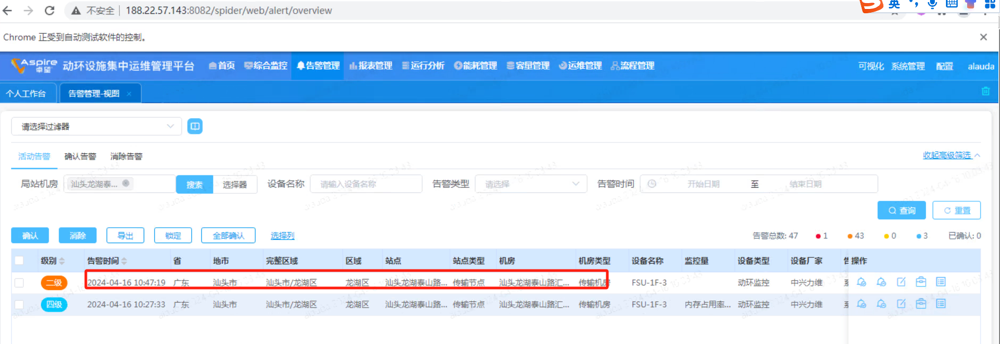 不安全 188.22.57.143:8082/spider/web/alert/overview
英
Chrome 正受到自动测试软件的控制。
Aspire 卓望 动环设施集中运维管理平台 首页 综合监控 告警管理 报表管理 运行分析 能耗管理 容量管理 运维管理 流程管理 可视化 系统管理 配置 alauda
个人工作台 告警管理-视图
请选择过滤器
活动告警 确认告警 消除告警 收起高级筛选
局站机房 汕头龙湖泰... 搜索 选择器 设备名称 请输入设备名称 告警类型 请选择 告警时间 开始日期 至 结束日期
查询 重置
确认 消除 导出 锁定 全部确认 选择列 告警总数: 47 1 43 0 3 已确认: 0
级别 告警时间 省 地市 完整区域 区域 站点 站点类型 机房 机房类型 设备名称 监控量 设备类型 设备厂家 操作
二级 2024-04-16 10:47:19 广东 汕头市 汕头市/龙湖区 龙湖区 汕头龙湖泰山路... 传输节点 汕头龙湖泰山路汇... 传输机房 FSU-1F-3 动环监控 中兴力维
四级 2024-04-16 10:27:33 广东 汕头市 汕头市/龙湖区 龙湖区 汕头龙湖泰山路... 传输节点 汕头龙湖泰山路汇... 传输机房 FSU-1F-3 内存占用率... 动环监控 中兴力维